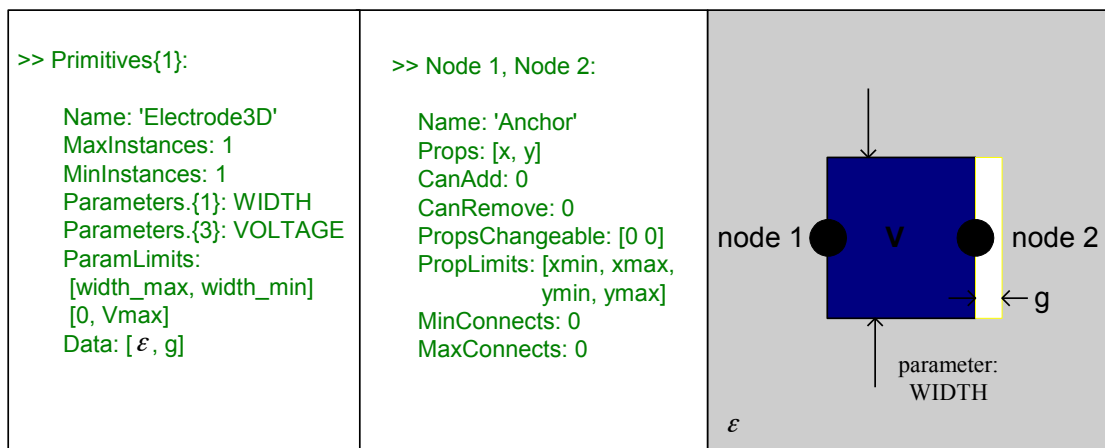 >> Primitives{1}:
Name: 'Electrode3D'
MaxInstances: 1
MinInstances: 1
Parameters.{1}: WIDTH
Parameters.{3}: VOLTAGE
ParamLimits:
[width_max, width_min]
[0, Vmax]
Data: [ ε , g]
>> Node 1, Node 2:
Name: 'Anchor'
Props: [x, y]
CanAdd: 0
CanRemove: 0
PropsChangeable: [0 0]
PropLimits: [xmin, xmax,
ymin, ymax]
MinConnects: 0
MaxConnects: 0
node 1
V
node 2
g
parameter:
WIDTH
ε